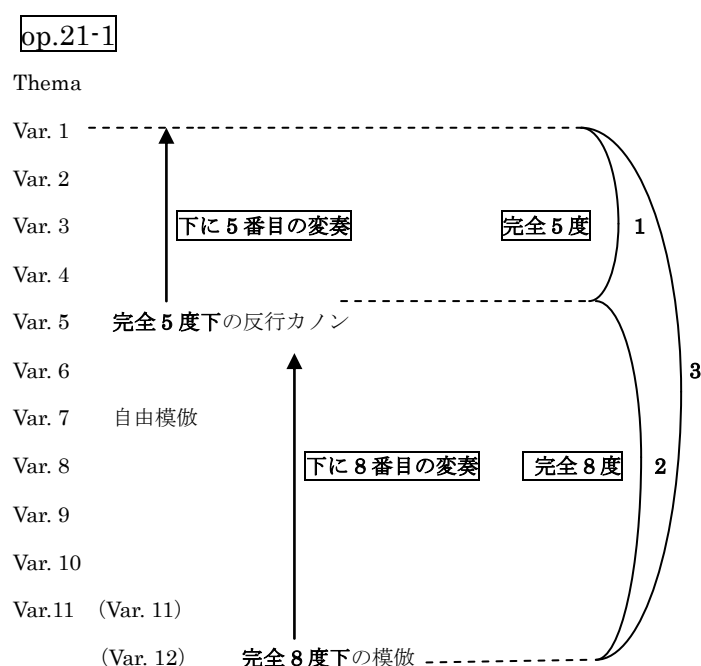 op.21-1
Thema
Var. 1
Var. 2
Var. 3 下に5番目の変奏 完全5度 1
Var. 4
Var. 5 完全5度下の反行カノン
Var. 6 3
Var. 7 自由模倣
Var. 8 下に8番目の変奏 完全8度 2
Var. 9
Var. 10
Var.11 (Var. 11)
(Var. 12) 完全8度下の模倣